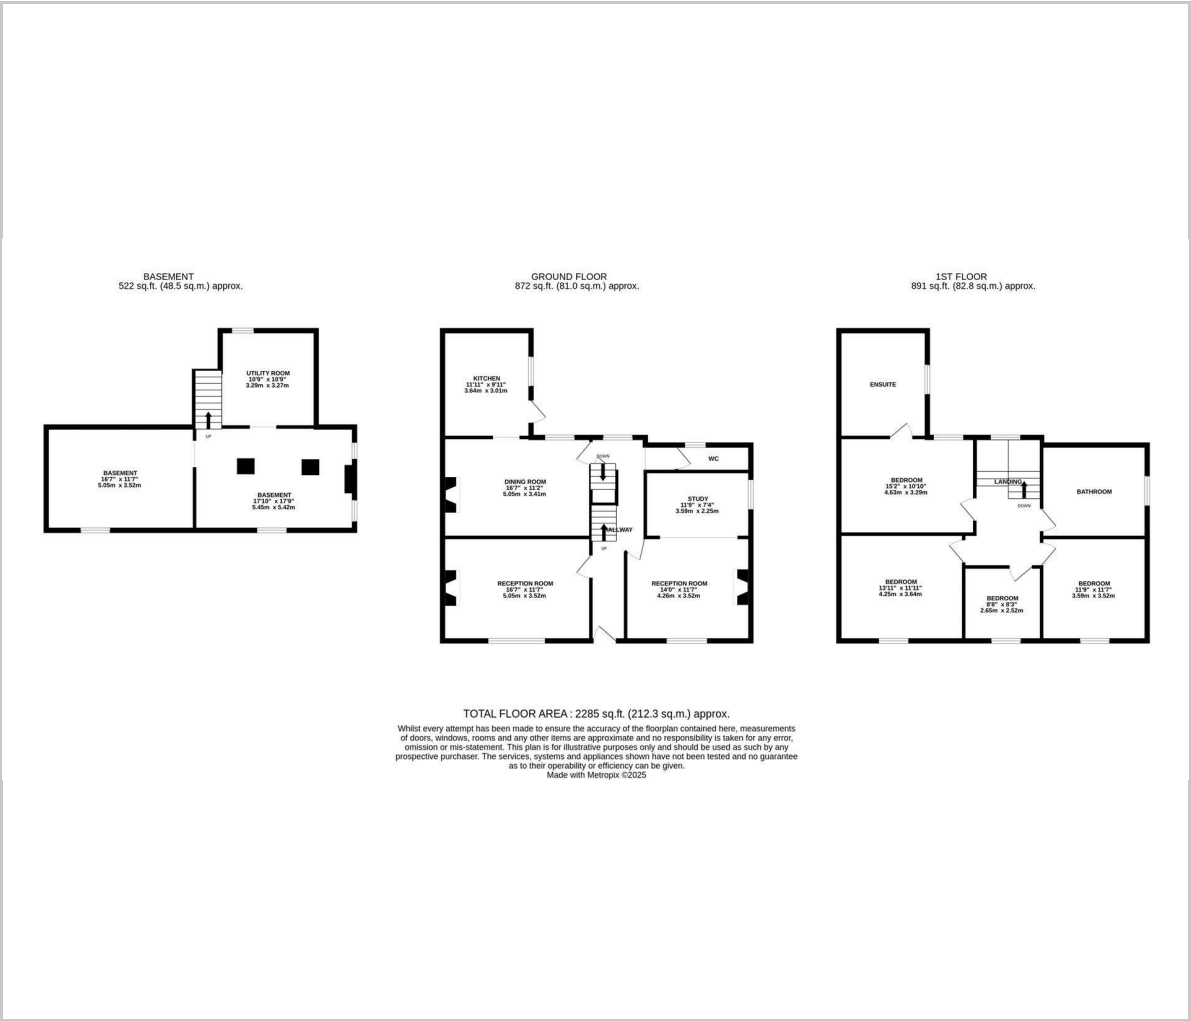 BASEMENT
522 sq.ft. (48.5 sq.m.) approx.
UTILITY ROOM
10'9" x 10'9"
3.29m x 3.27m
UP
BASEMENT
16'7" x 11'7"
5.05m x 3.52m
BASEMENT
17'10" x 17'9"
5.45m x 5.42m
GROUND FLOOR
872 sq.ft. (81.0 sq.m.) approx.
KITCHEN
11'11" x 9'11"
3.64m x 3.01m
DOWN
WC
DINING ROOM
16'7" x 11'2"
5.05m x 3.41m
STUDY
11'9" x 7'4"
3.59m x 2.25m
HALLWAY
UP
RECEPTION ROOM
16'7" x 11'7"
5.05m x 3.52m
RECEPTION ROOM
14'0" x 11'7"
4.26m x 3.52m
1ST FLOOR
891 sq.ft. (82.8 sq.m.) approx.
ENSUITE
BEDROOM
15'2" x 10'10"
4.63m x 3.29m
LANDING
DOWN
BATHROOM
BEDROOM
13'11" x 11'11"
4.25m x 3.64m
BEDROOM
8'8" x 8'3"
2.65m x 2.52m
BEDROOM
11'9" x 11'7"
3.59m x 3.52m
TOTAL FLOOR AREA : 2285 sq.ft. (212.3 sq.m.) approx.
Whilst every attempt has been made to ensure the accuracy of the floorplan contained here, measurements
of doors, windows, rooms and any other items are approximate and no responsibility is taken for any error,
omission or mis-statement. This plan is for illustrative purposes only and should be used as such by any
prospective purchaser. The services, systems and appliances shown have not been tested and no guarantee
as to their operability or efficiency can be given.
Made with Metropix ©2025